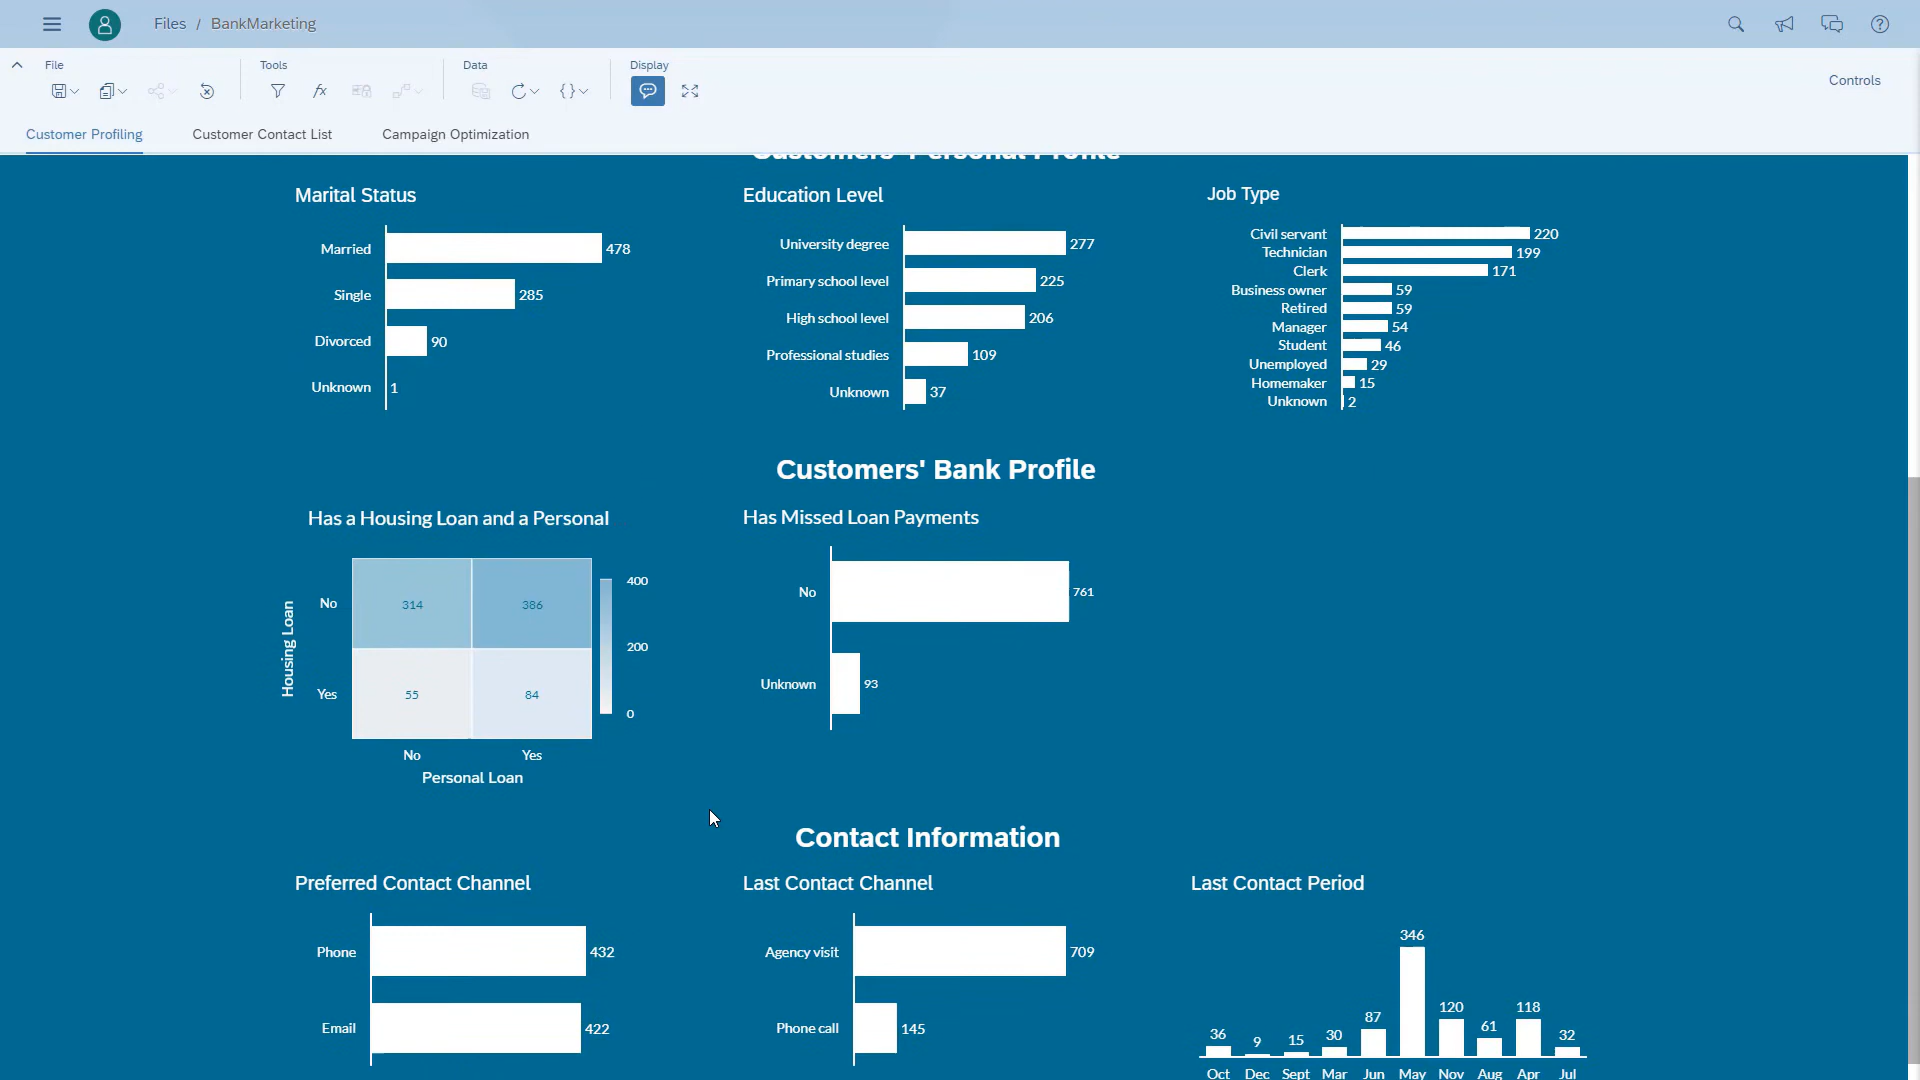 Files / BankMarketing
File
Tools
Data
Display
Controls
Customer Profiling
Customer Contact List
Campaign Optimization
Customers' Personal Profile
Marital Status
Married 478
Single 285
Divorced 90
Unknown 1
Education Level
University degree 277
Primary school level 225
High school level 206
Professional studies 109
Unknown 37
Job Type
Civil servant 220
Technician 199
Clerk 171
Business owner 59
Retired 59
Manager 54
Student 46
Unemployed 29
Homemaker 15
Unknown 2
Customers' Bank Profile
Has a Housing Loan and a Personal
Housing Loan
No 314 386
Yes 55 84
No Yes
Personal Loan
400
200
0
Has Missed Loan Payments
No 761
Unknown 93
Contact Information
Preferred Contact Channel
Phone 432
Email 422
Last Contact Channel
Agency visit 709
Phone call 145
Last Contact Period
36 9 15 30 87 346 120 61 118 32
Oct Dec Sept Mar Jun May Nov Aug Apr Jul